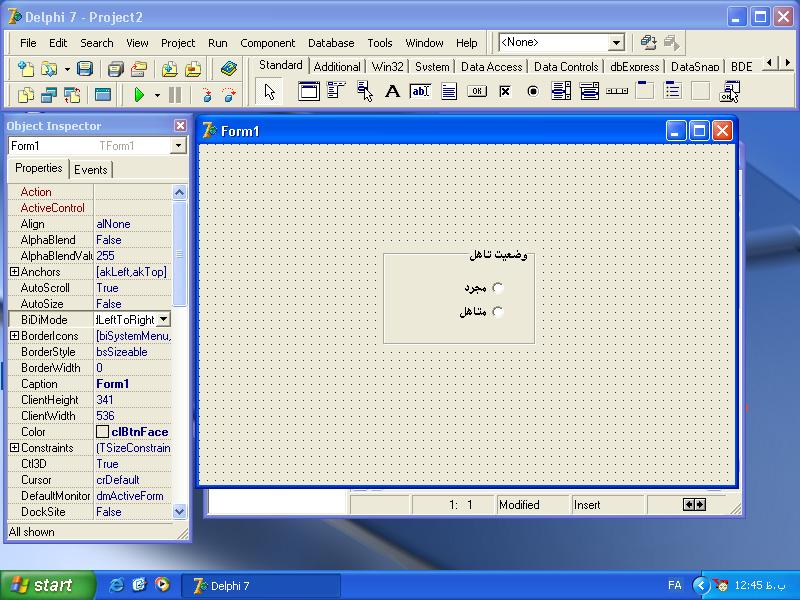 Delphi 7 - Project2
File Edit Search View Project Run Component Database Tools Window Help
<None>
Standard Additional Win32 System Data Access Data Controls dbExpress DataSnap BDE
Object Inspector
Form1 TForm1
Properties Events
Action
ActiveControl
Align alNone
AlphaBlend False
AlphaBlendValu 255
Anchors [akLeft,akTop]
AutoScroll True
AutoSize False
BiDiMode dLeftToRight
BorderIcons [biSystemMenu,
BorderStyle bsSizeable
BorderWidth 0
Caption Form1
ClientHeight 341
ClientWidth 536
Color clBtnFace
Constraints (TSizeConstrain
Ctl3D True
Cursor crDefault
DefaultMonitor dmActiveForm
DockSite False
All shown
Form1
وضعیت تاهل
مجرد
متاهل
1: 1 Modified Insert
start Delphi 7 FA 12:45 ب.ظ